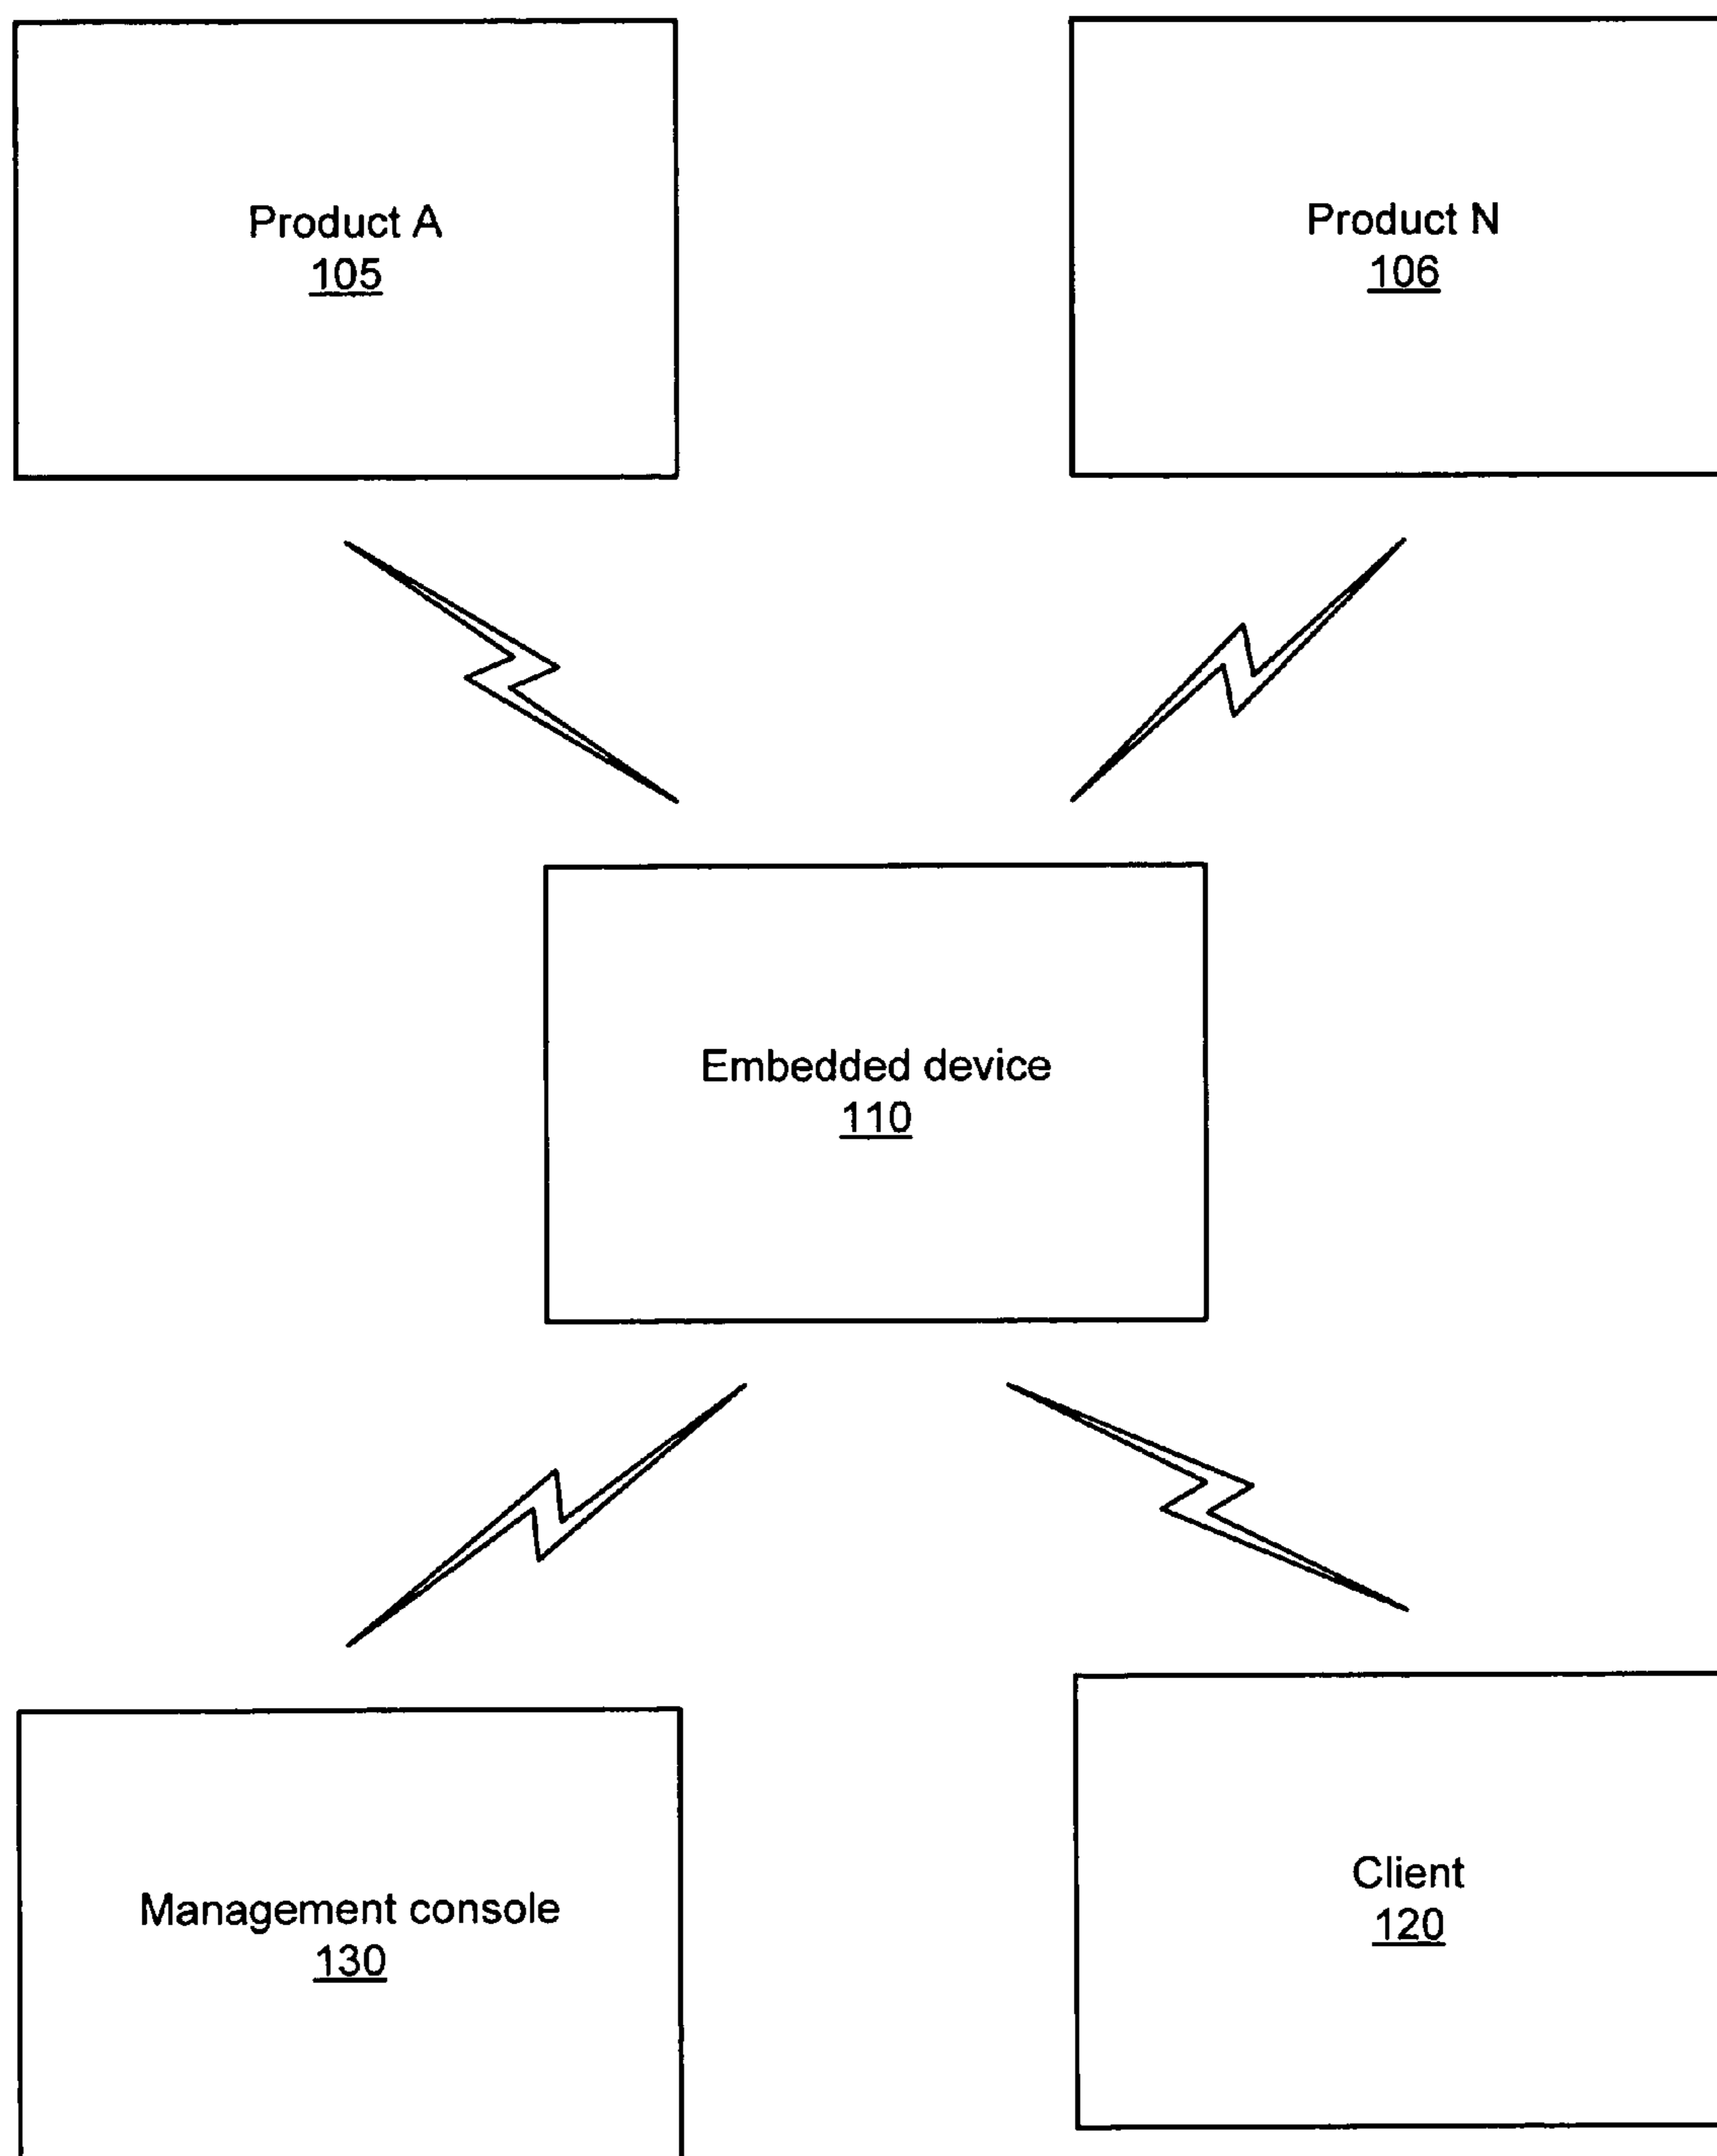 Product A
105
Product N
106
Embedded device
110
Management console
130
Client
120